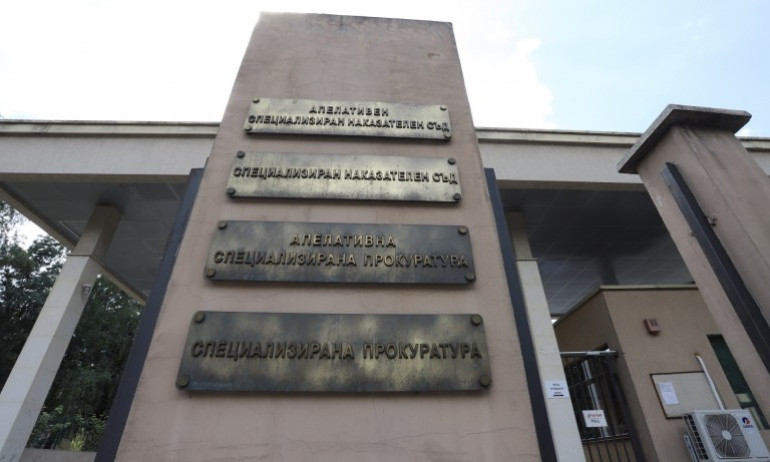 АПЕЛАТИВЕН
СПЕЦИАЛИЗИРАН НАКАЗАТЕЛЕН СЪД
СПЕЦИАЛИЗИРАН НАКАЗАТЕЛЕН СЪД
АПЕЛАТИВНА
СПЕЦИАЛИЗИРАНА ПРОКУРАТУРА
СПЕЦИАЛИЗИРАНА ПРОКУРАТУРА